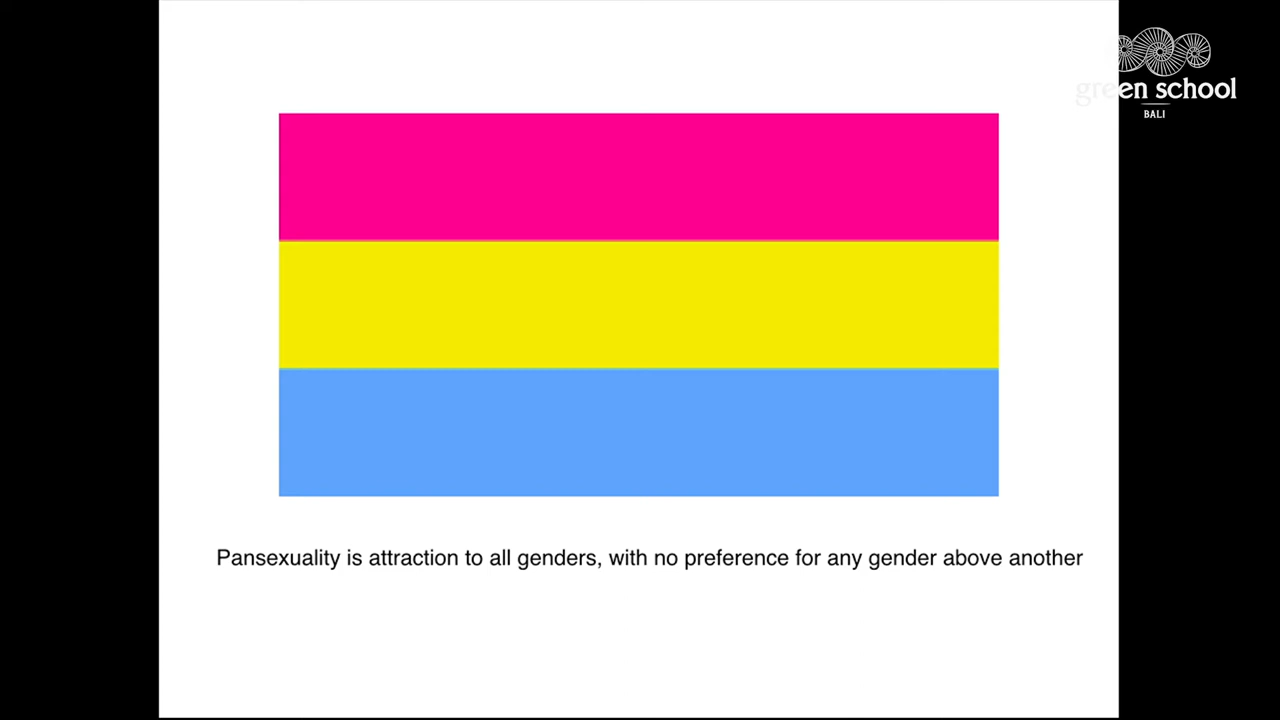 green school
BALI
Pansexuality is attraction to all genders, with no preference for any gender above another